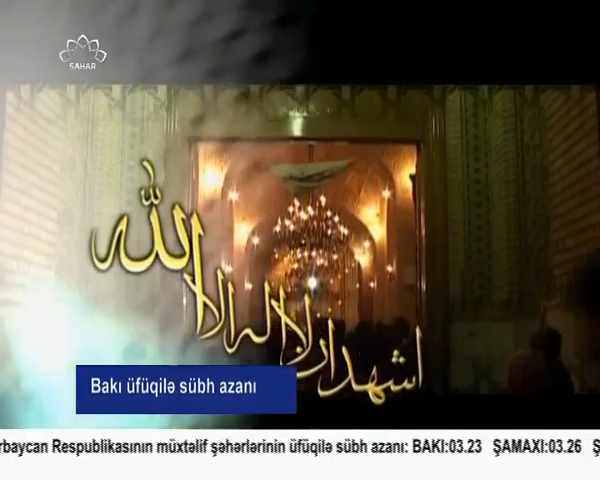 SAHAR
اشهد ان لا اله الا الله
Bakı üfüqilə sübh azanı
rbaycan Respublikasının müxtəlif şəhərlərinin üfüqilə sübh azanı: BAKI:03.23 ŞAMAXI:03.26 Ş